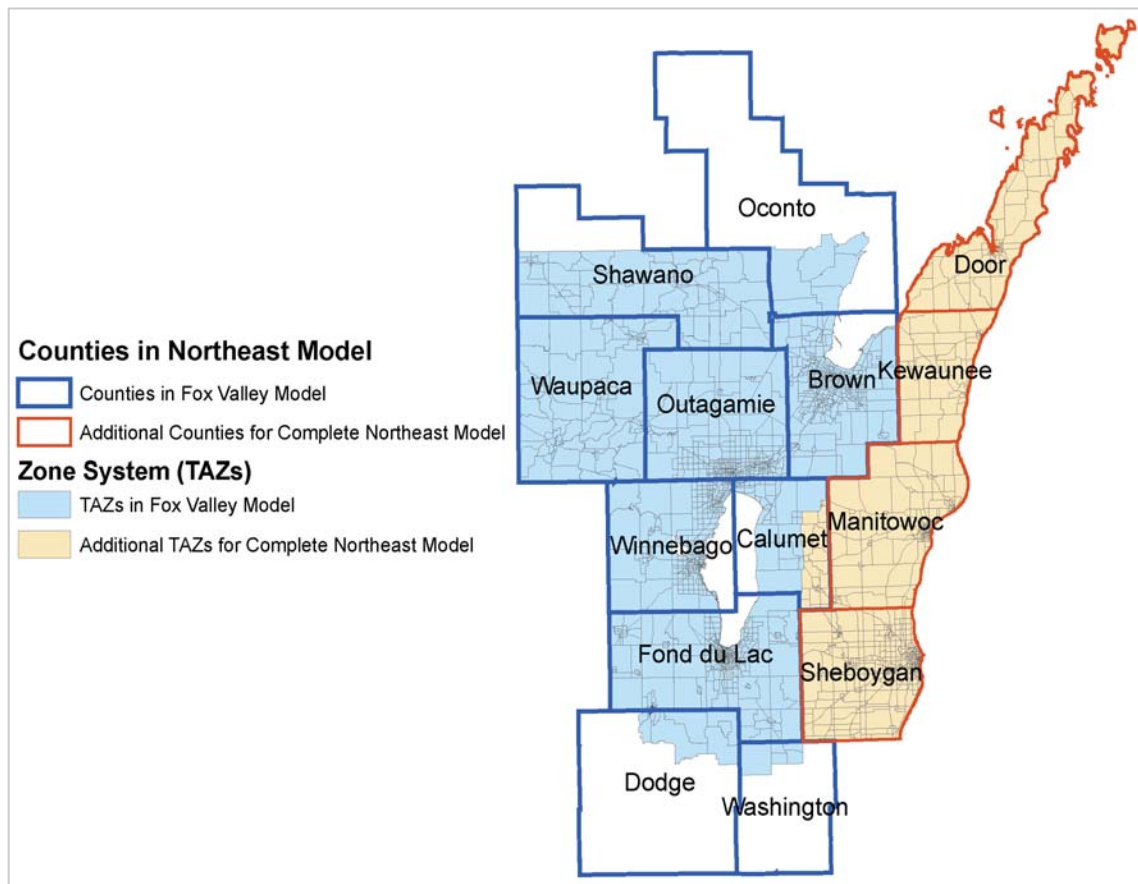 Oconto
Shawano
Door
Counties in Northeast Model
Counties in Fox Valley Model
Additional Counties for Complete Northeast Model
Zone System (TAZs)
TAZs in Fox Valley Model
Additional TAZs for Complete Northeast Model
Waupaca
Outagamie
Brown
Kewaunee
Winnebago
Calumet
Manitowoc
Fond du Lac
Sheboygan
Dodge
Washington